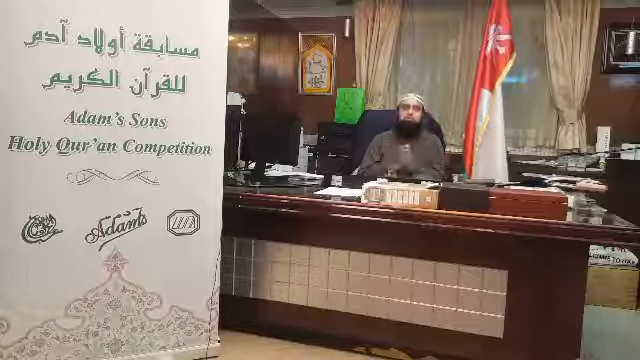 مسابقة أولاد آدم
للقرآن الكريم
Adam's Sons
Holy Qur'an Competition
Adams